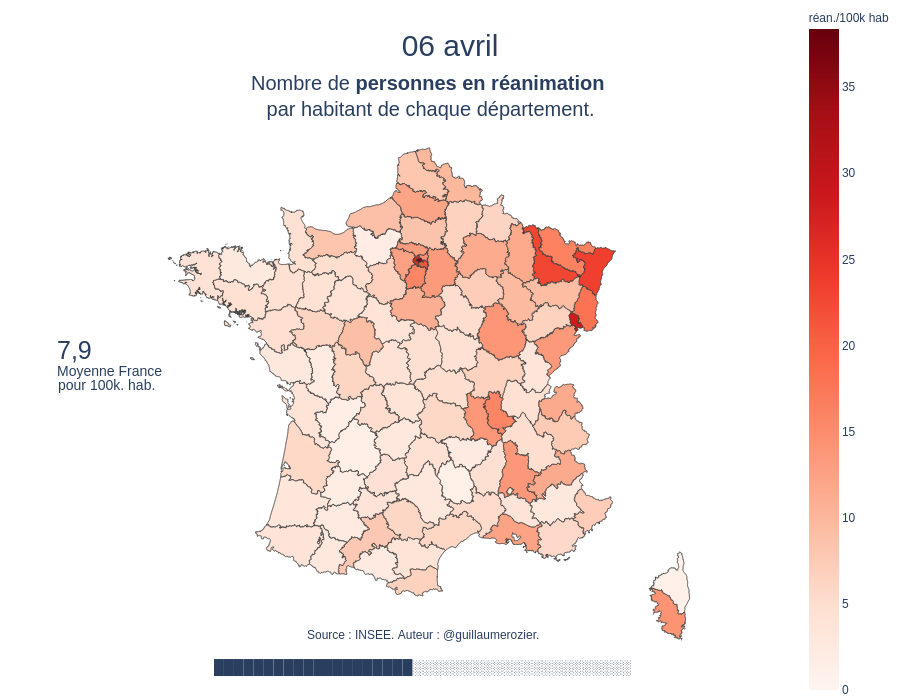 réan./100k hab
06 avril
Nombre de personnes en réanimation
par habitant de chaque département.
35
30
25
7,9
Moyenne France
pour 100k. hab.
20
15
10
5
Source : INSEE. Auteur : @guillaumerozier.
0